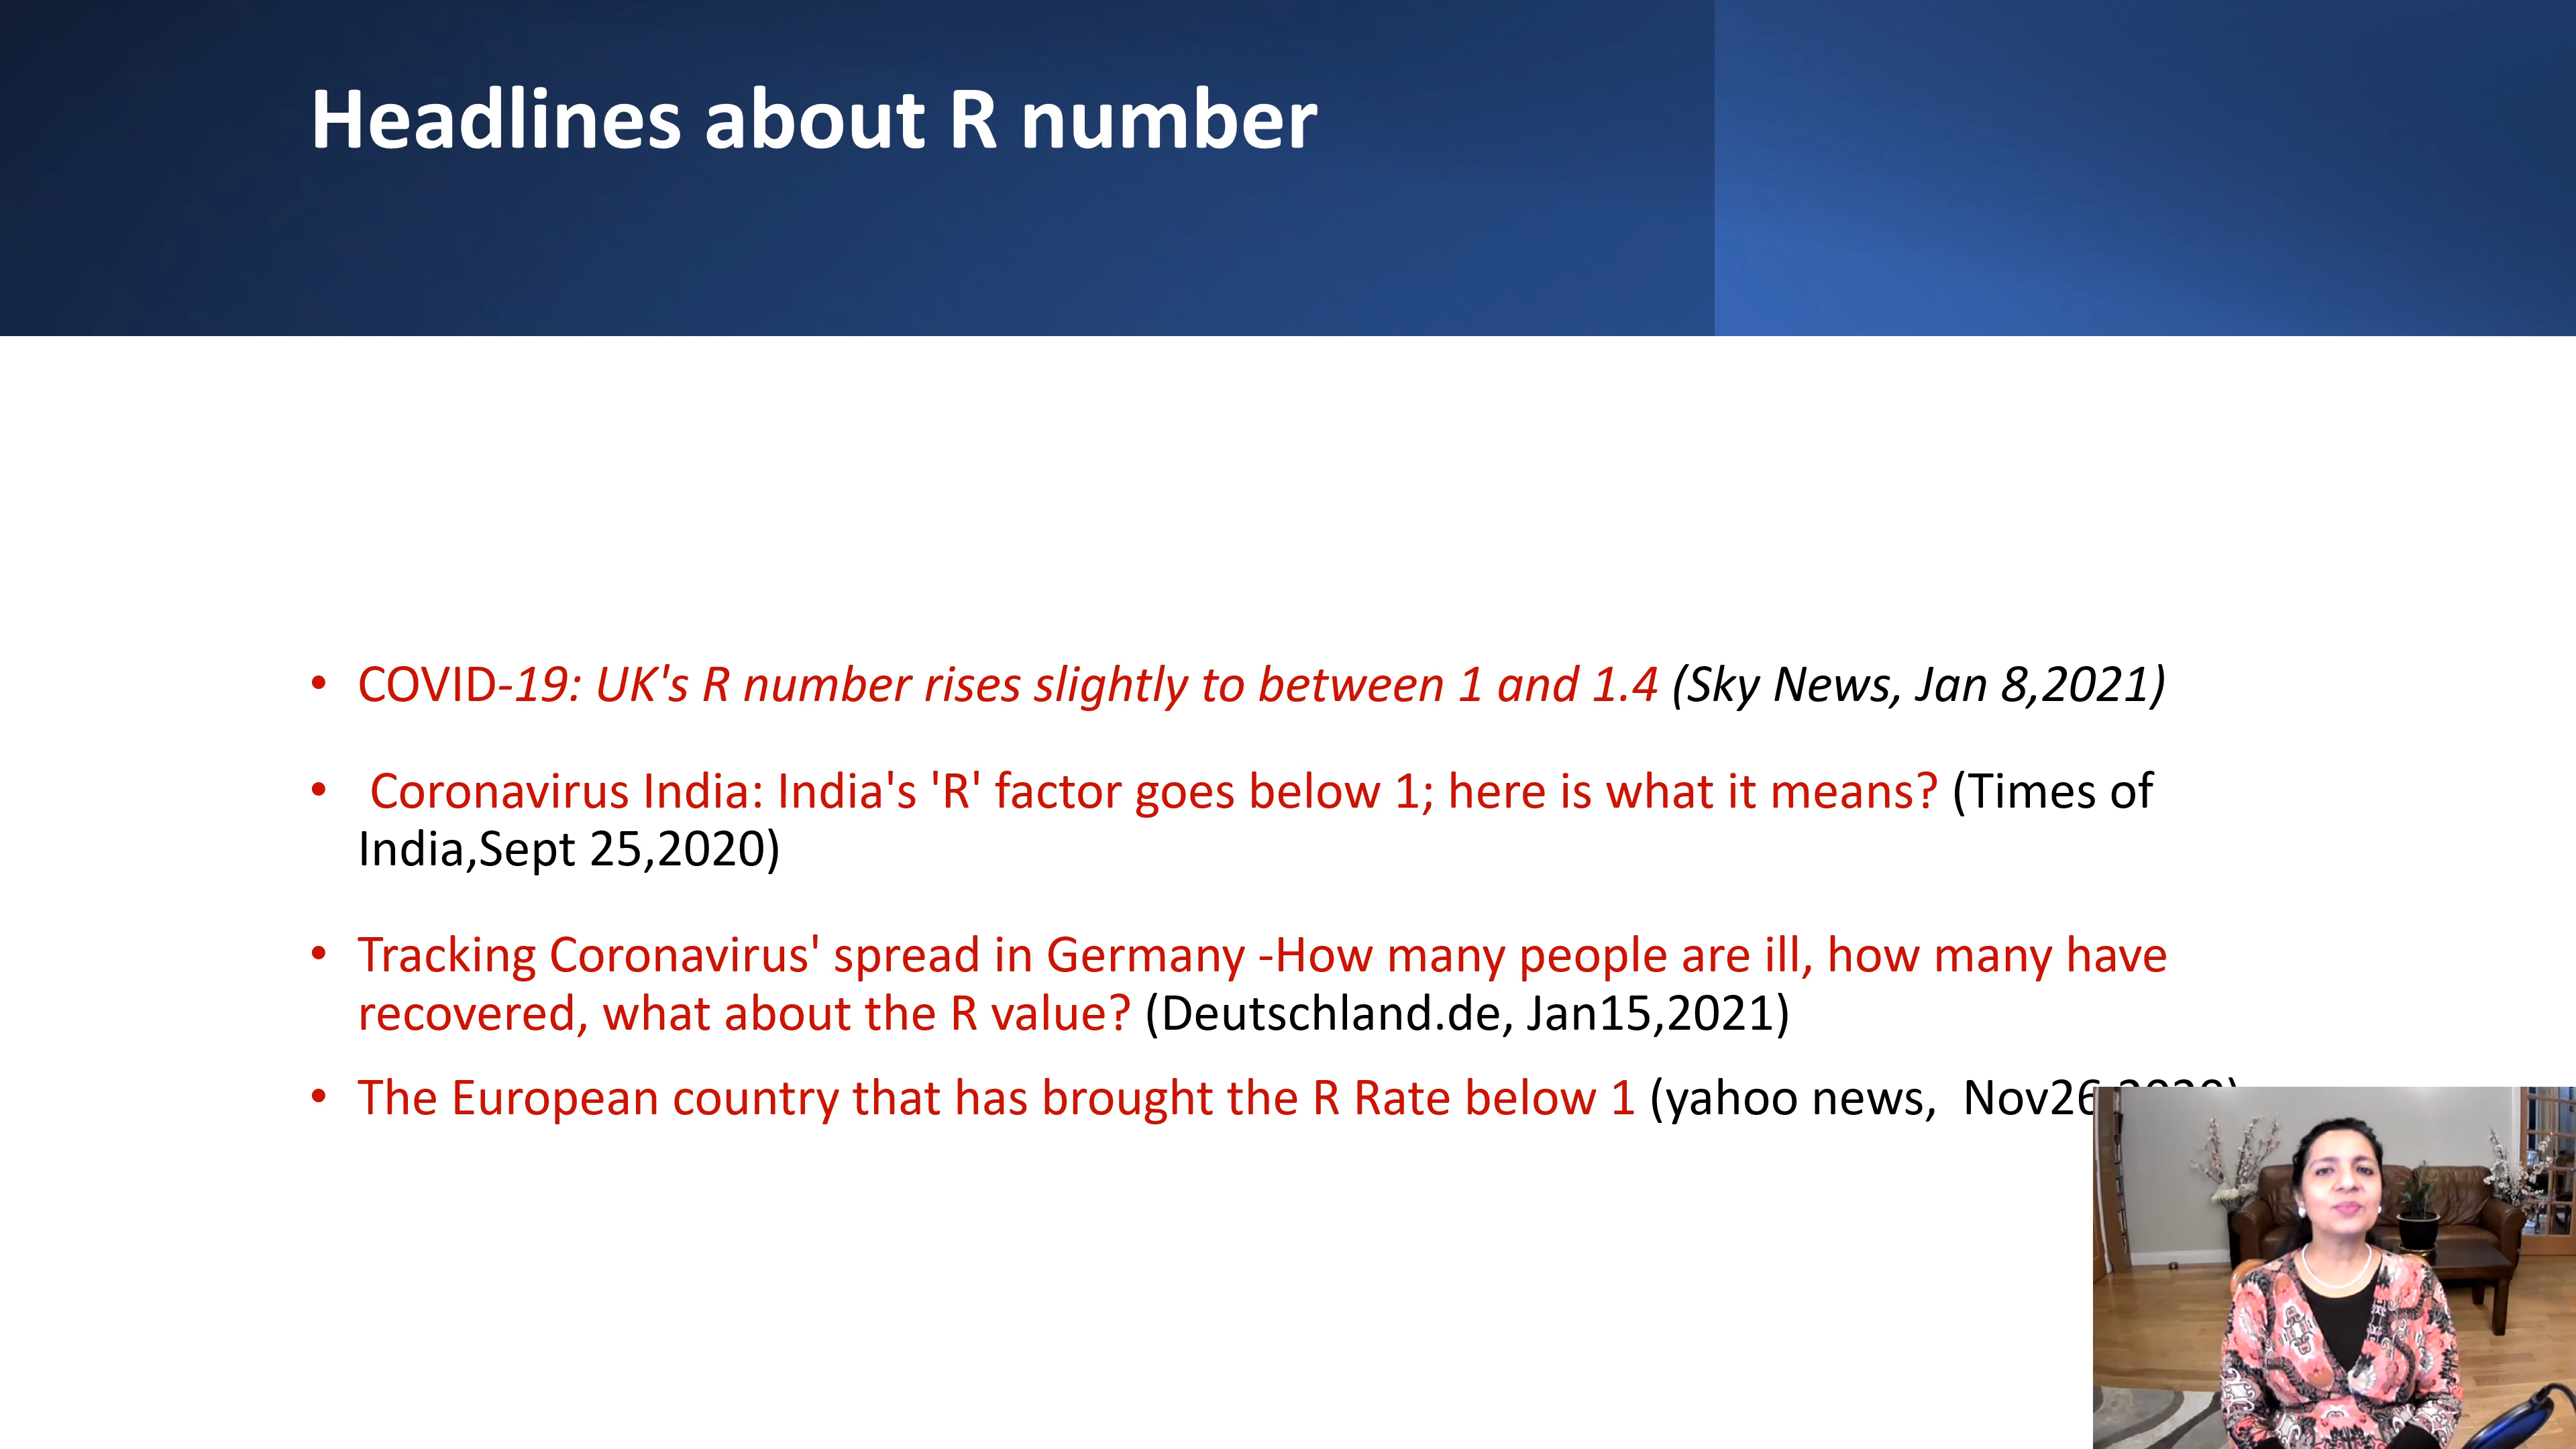 Headlines about R number
• COVID-19: UK's R number rises slightly to between 1 and 1.4 (Sky News, Jan 8,2021)
• Coronavirus India: India's 'R' factor goes below 1; here is what it means? (Times of
India,Sept 25,2020)
• Tracking Coronavirus' spread in Germany -How many people are ill, how many have
recovered, what about the R value? (Deutschland.de, Jan15,2021)
• The European country that has brought the R Rate below 1 (yahoo news, Nov26